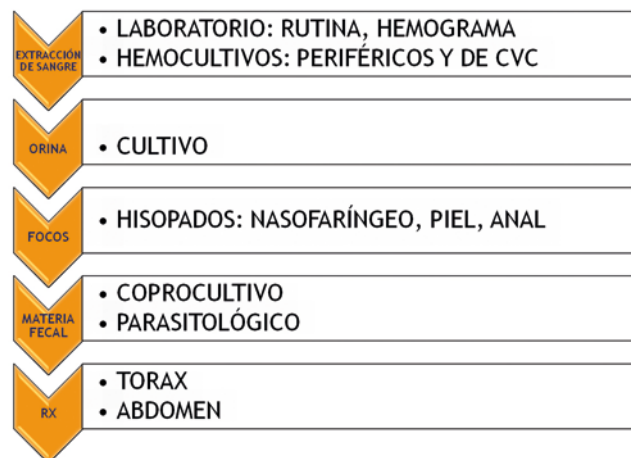 EXTRACCIÓN
DE SANGRE
• LABORATORIO: RUTINA, HEMOGRAMA
• HEMOCULTIVOS: PERIFÉRICOS Y DE CVC
ORINA
• CULTIVO
FOCOS
• HISOPADOS: NASOFARÍNGEO, PIEL, ANAL
MATERIA
FECAL
• COPROCULTIVO
• PARASITOLÓGICO
RX
• TORAX
• ABDOMEN